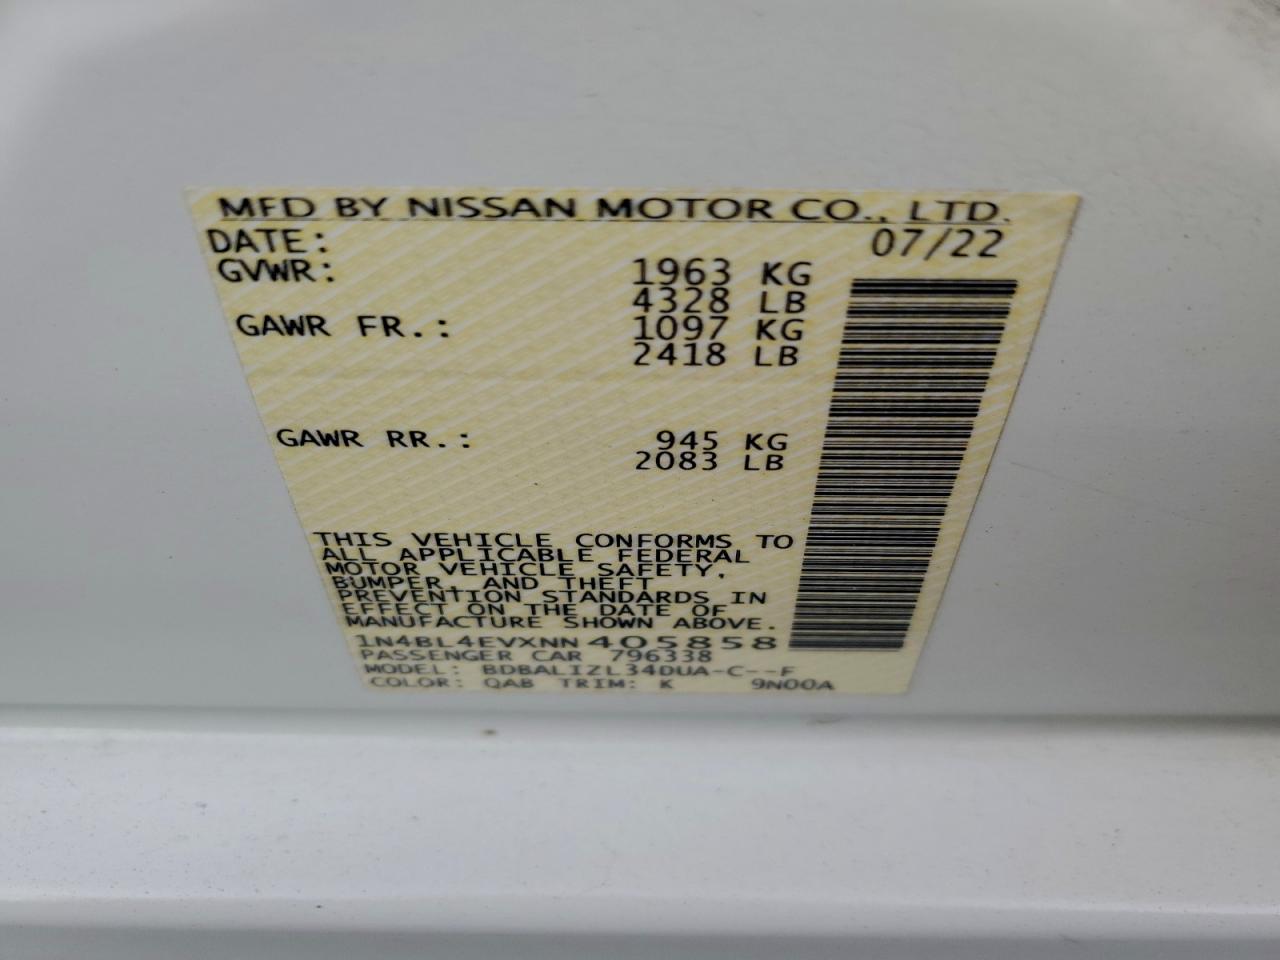 MFD BY NISSAN MOTOR CO., LTD.
DATE: 07/22
GVWR: 1963 KG
4328 LB
GAWR FR.: 1097 KG
2418 LB
GAWR RR.: 945 KG
2083 LB
THIS VEHICLE CONFORMS TO
ALL APPLICABLE FEDERAL
MOTOR VEHICLE SAFETY,
BUMPER, AND THEFT
PREVENTION STANDARDS IN
EFFECT ON THE DATE OF
MANUFACTURE SHOWN ABOVE.
1N4BL4EVXNN405858
PASSENGER CAR 796338
MODEL: BDBALIZL34DUA-C--F
COLOR: QAB TRIM: K 9N00A